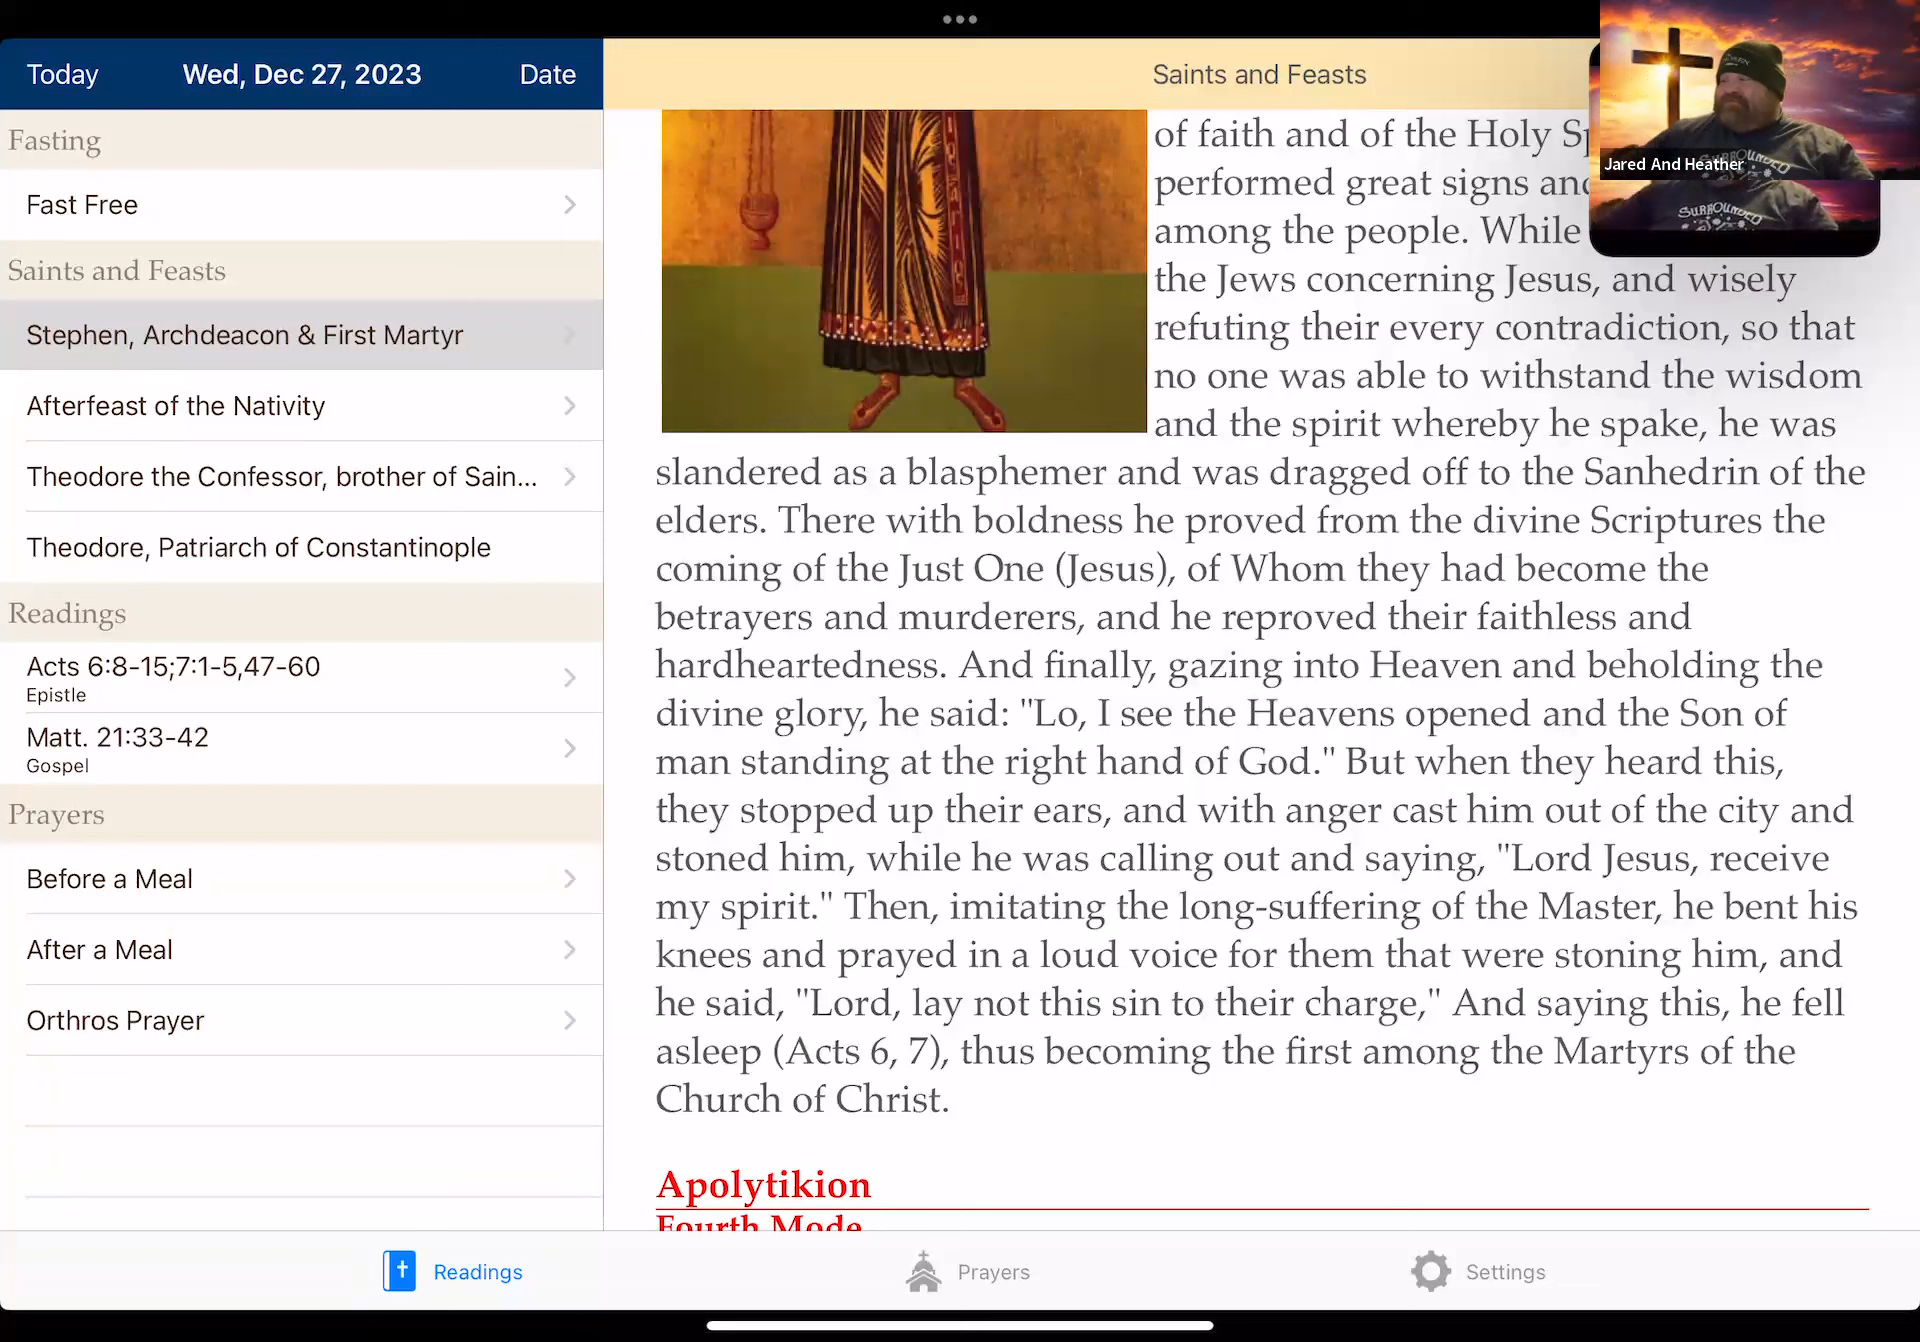 Today
Wed, Dec 27, 2023
Date
Saints and Feasts
Fasting
Fast Free
Saints and Feasts
Stephen, Archdeacon & First Martyr
Afterfeast of the Nativity
Theodore the Confessor, brother of Sain...
Theodore, Patriarch of Constantinople
Readings
Acts 6:8-15;7:1-5,47-60
Epistle
Matt. 21:33-42
Gospel
Prayers
Before a Meal
After a Meal
Orthros Prayer
of faith and of the Holy
performed great signs
among the people. While
the Jews concerning Jesus, and wisely
refuting their every contradiction, so that
no one was able to withstand the wisdom
and the spirit whereby he spake, he was
slandered as a blasphemer and was dragged off to the Sanhedrin of the
elders. There with boldness he proved from the divine Scriptures the
coming of the Just One (Jesus), of Whom they had become the
betrayers and murderers, and he reproved their faithless and
hardheartedness. And finally, gazing into Heaven and beholding the
divine glory, he said: "Lo, I see the Heavens opened and the Son of
man standing at the right hand of God." But when they heard this,
they stopped up their ears, and with anger cast him out of the city and
stoned him, while he was calling out and saying, "Lord Jesus, receive
my spirit." Then, imitating the long-suffering of the Master, he bent his
knees and prayed in a loud voice for them that were stoning him, and
he said, "Lord, lay not this sin to their charge," And saying this, he fell
asleep (Acts 6, 7), thus becoming the first among the Martyrs of the
Church of Christ.
Apolytikion
Fourth Mode
Jared And Heather
SURROUNDED
SURROUNDED
Readings
Prayers
Settings